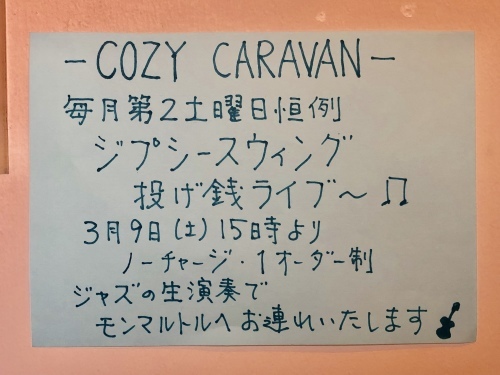 －COZY CARAVAN－
毎月第2土曜日恒例
ジプシースウィング
投げ銭ライブ～♫
3月9日(土)15時より
ノーチャージ・1オーダー制
ジャズの生演奏で
モンマルトルへお連れいたします